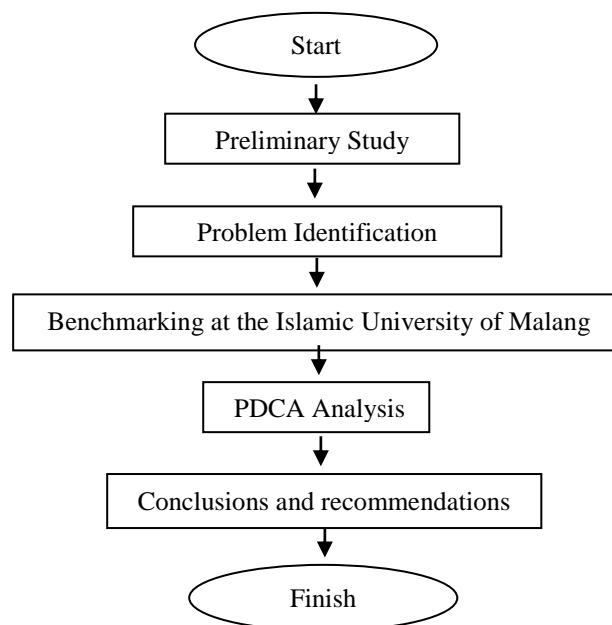 Start
Preliminary Study
Problem Identification
Benchmarking at the Islamic University of Malang
PDCA Analysis
Conclusions and recommendations
Finish